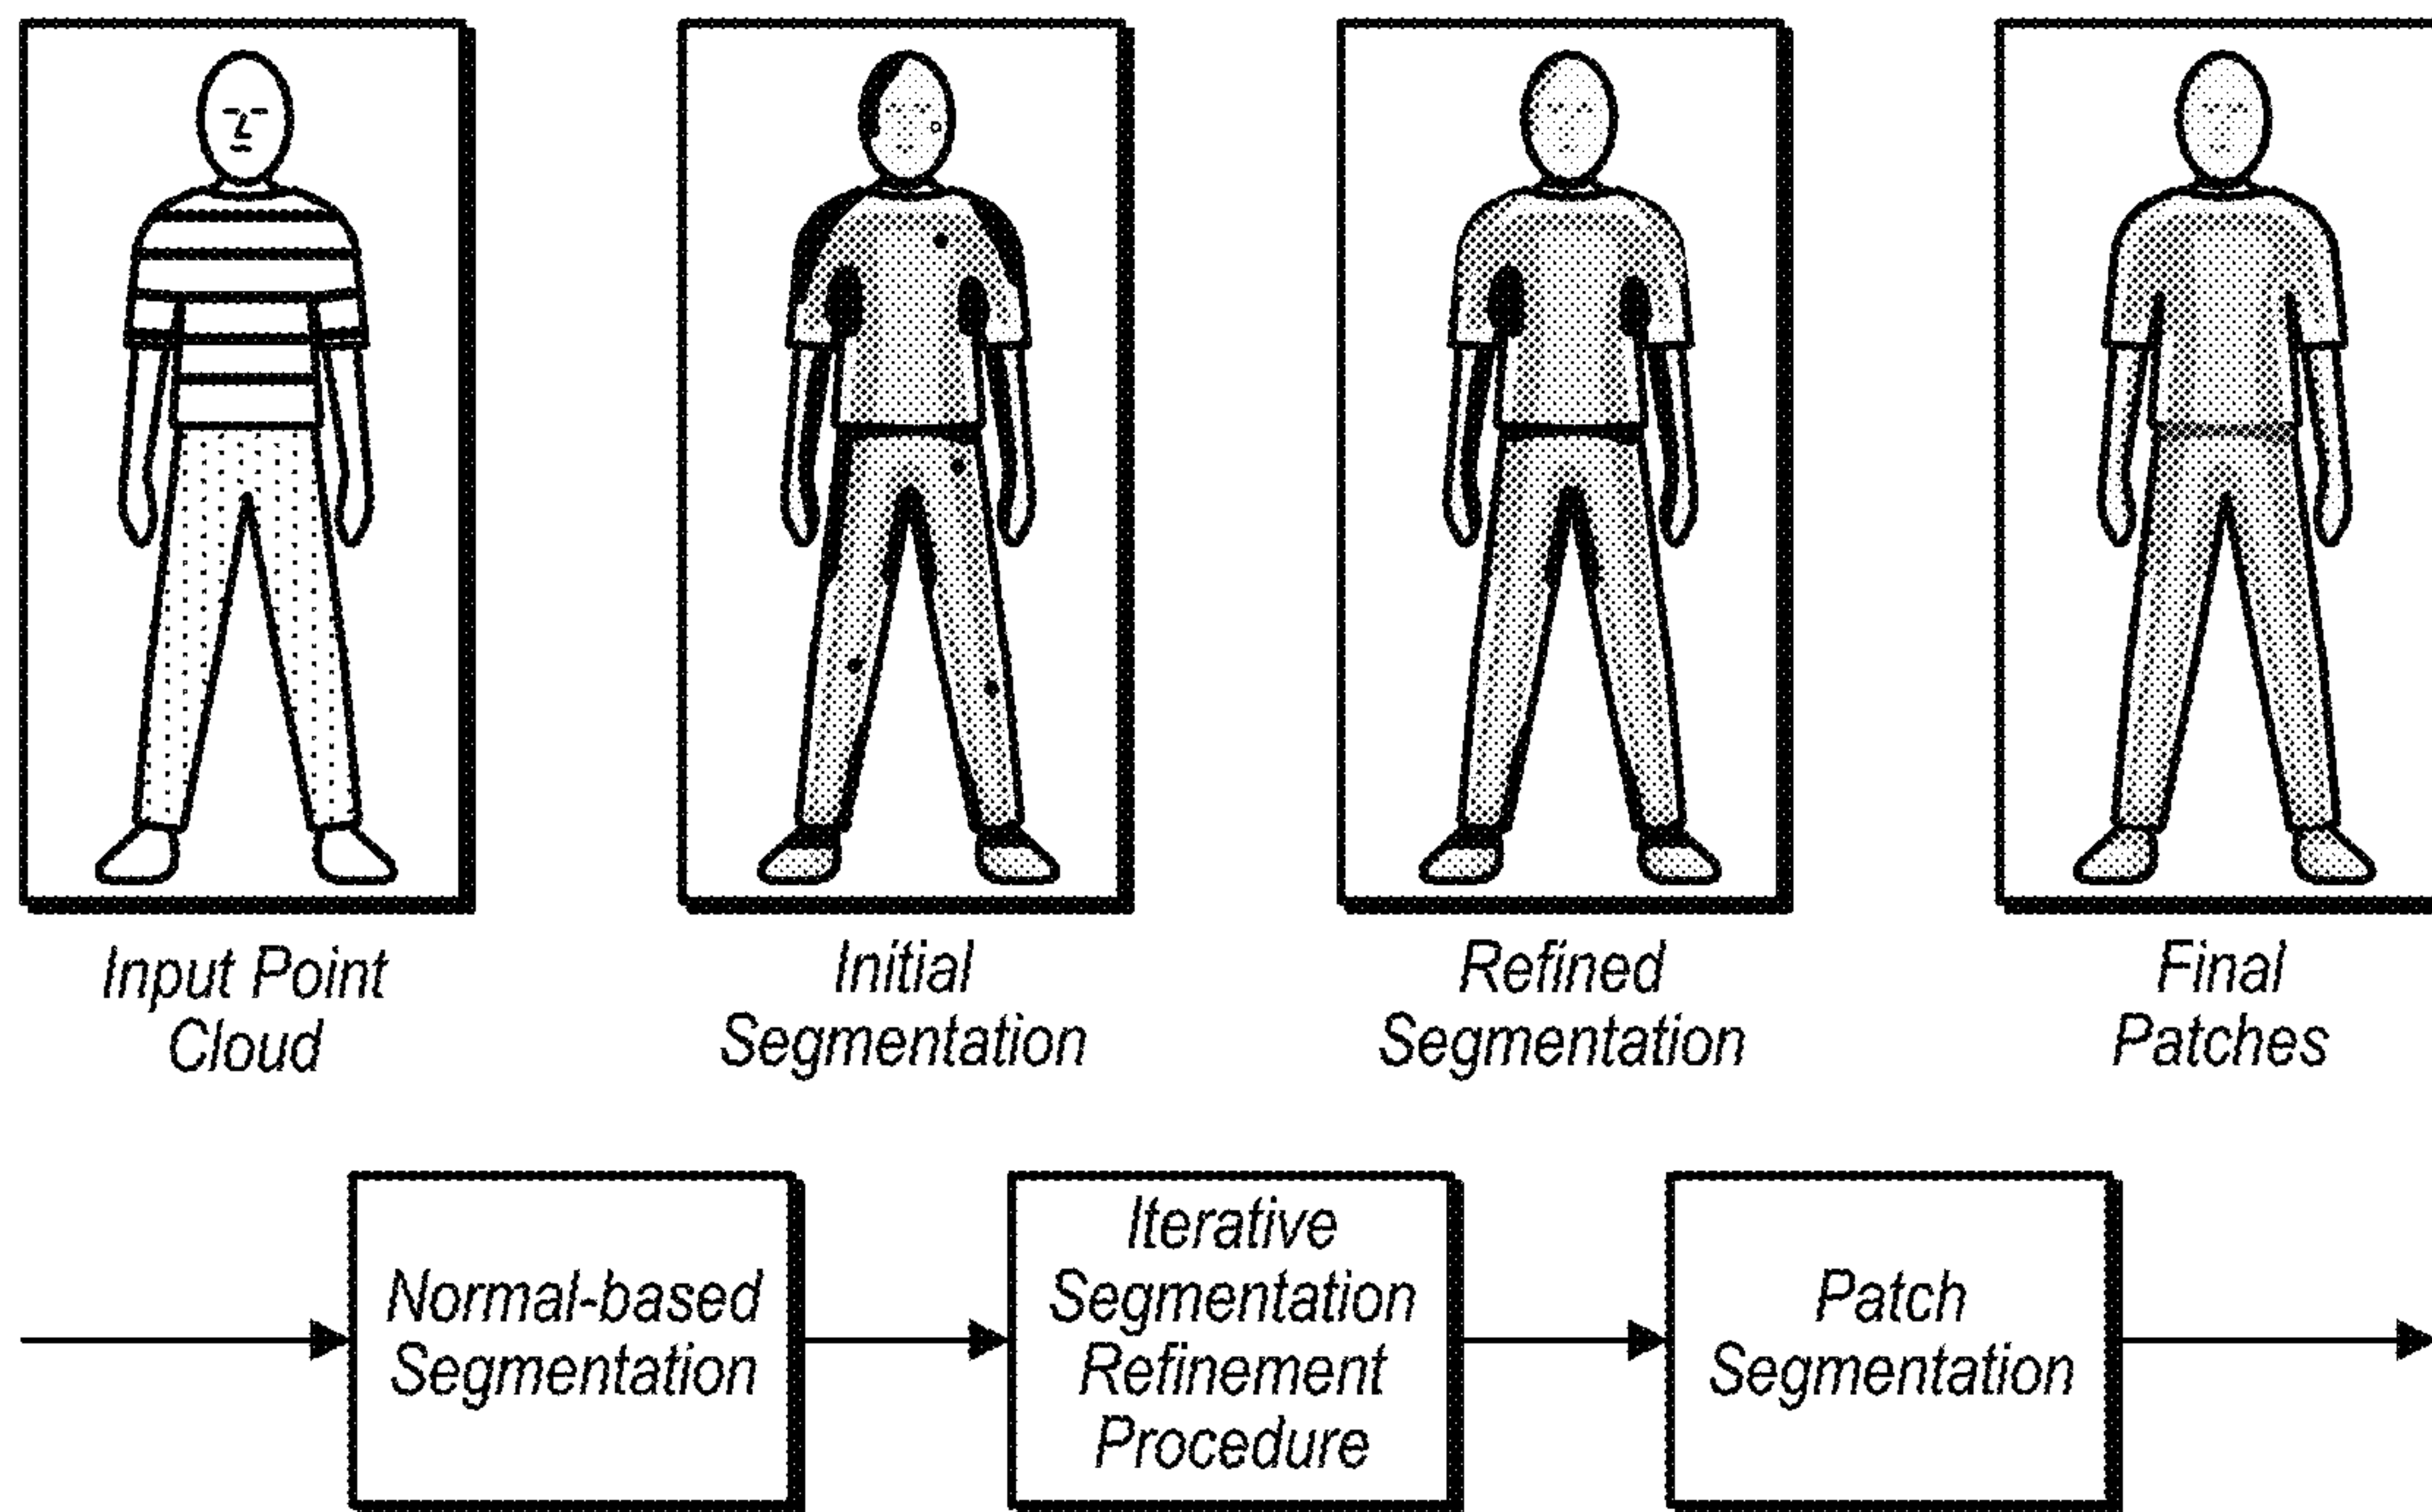 Input Point
Cloud
Initial
Segmentation
Refined
Segmentation
Final
Patches
Normal-based
Segmentation
Iterative
Segmentation
Refinement
Procedure
Patch
Segmentation